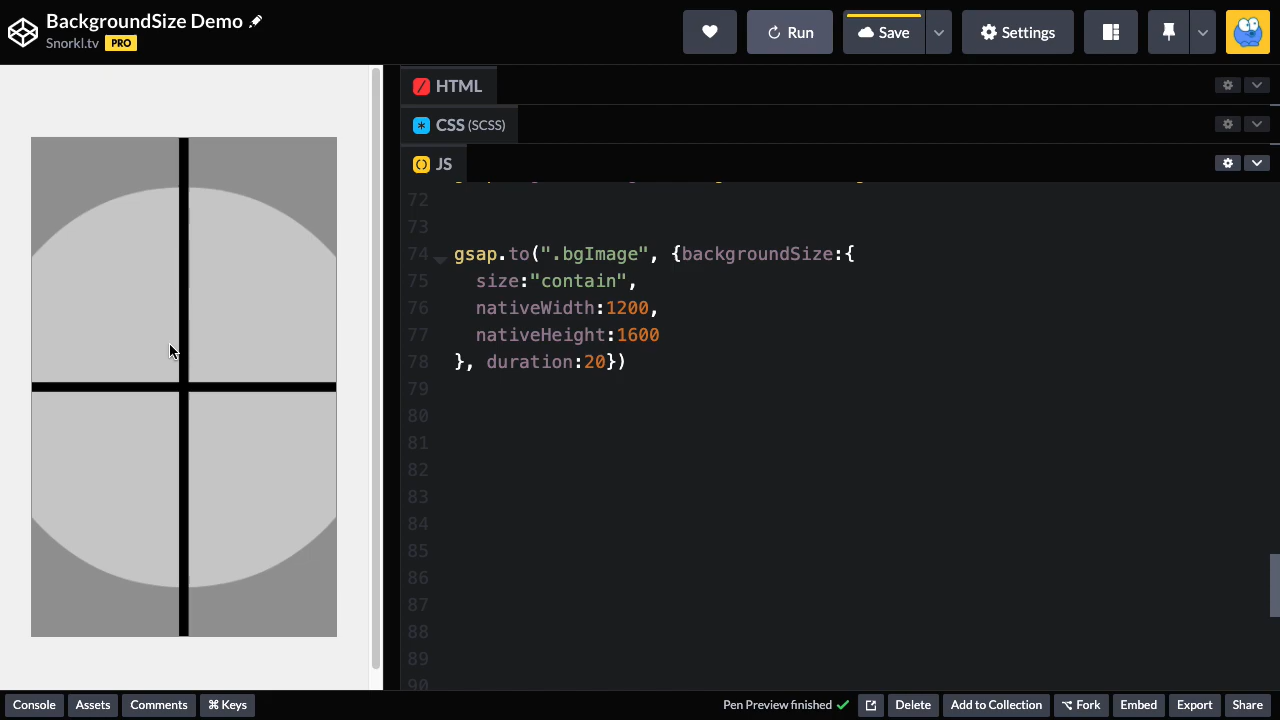 BackgroundSize Demo
Snorkl.tv PRO
Run
Save
Settings
HTML
CSS (SCSS)
JS
72
73
74 gsap.to(".bgImage", {backgroundSize:{
75 size:"contain",
76 nativeWidth:1200,
77 nativeHeight:1600
78 }, duration:20})
79
80
81
82
83
84
85
86
87
88
89
90
Console Assets Comments ⌘ Keys Pen Preview finished Delete Add to Collection Fork Embed Export Share